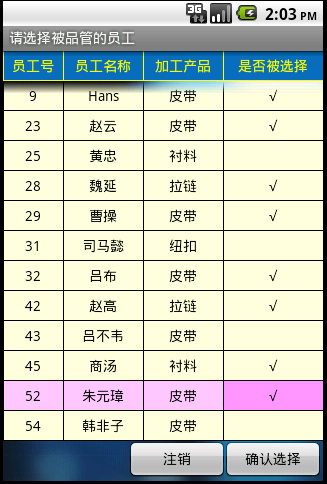 3G 2:03 PM
请选择被品管的员工
员工号 员工名称 加工产品 是否被选择
9 Hans 皮带 √
23 赵云 皮带 √
25 黄忠 衬料
28 魏延 拉链 √
29 曹操 皮带 √
31 司马懿 纽扣
32 吕布 皮带 √
42 赵高 拉链 √
43 吕不韦 皮带
45 商汤 衬料 √
52 朱元璋 皮带 √
54 韩非子 皮带
注销 确认选择